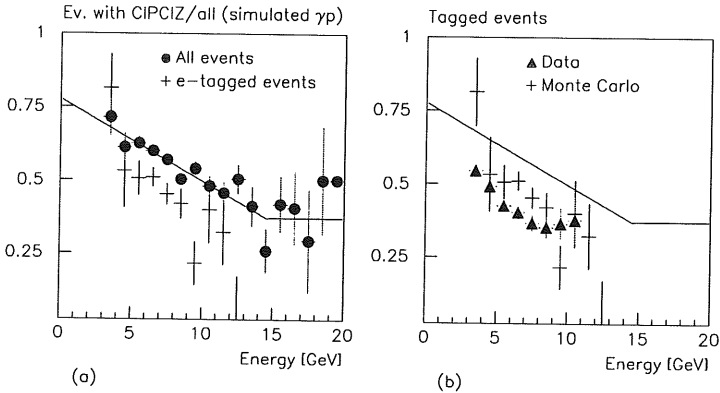 Ev. with CIPCIZ/all (simulated γp)
1
0.75
0.5
0.25
0 5 10 15 20
Energy [GeV]
● All events
+ e-tagged events
(a)
Tagged events
1
0.75
0.5
0.25
0 5 10 15 20
Energy [GeV]
▲ Data
+ Monte Carlo
(b)